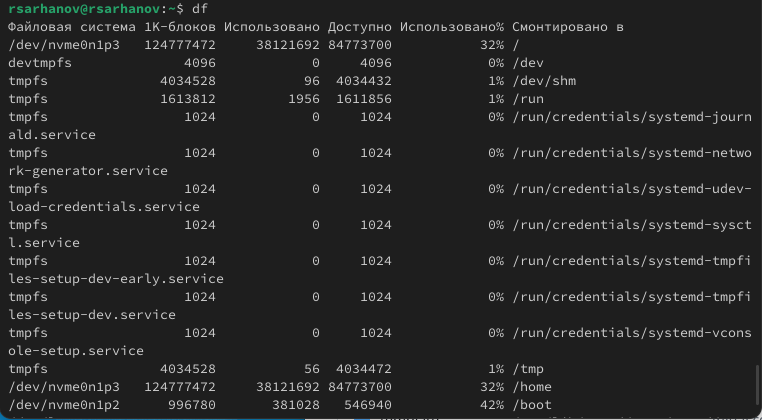 rsarhanov@rsarhanov:~$ df
Файловая система 1K-блоков Использовано Доступно Использовано% Смонтировано в
/dev/nvme0n1p3 124777472 38121692 84773700 32% /
devtmpfs 4096 0 4096 0% /dev
tmpfs 4034528 96 4034432 1% /dev/shm
tmpfs 1613812 1956 1611856 1% /run
tmpfs 1024 0 1024 0% /run/credentials/systemd-journ
ald.service
tmpfs 1024 0 1024 0% /run/credentials/systemd-netwo
rk-generator.service
tmpfs 1024 0 1024 0% /run/credentials/systemd-udev-
load-credentials.service
tmpfs 1024 0 1024 0% /run/credentials/systemd-sysct
l.service
tmpfs 1024 0 1024 0% /run/credentials/systemd-tmpfi
les-setup-dev-early.service
tmpfs 1024 0 1024 0% /run/credentials/systemd-tmpfi
les-setup-dev.service
tmpfs 1024 0 1024 0% /run/credentials/systemd-vcons
ole-setup.service
tmpfs 4034528 56 4034472 1% /tmp
/dev/nvme0n1p3 124777472 38121692 84773700 32% /home
/dev/nvme0n1p2 996780 381028 546940 42% /boot